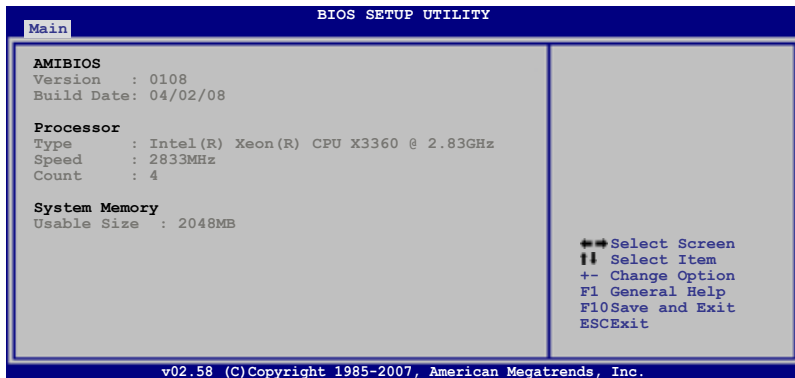 BIOS SETUP UTILITY
Main
AMIBIOS
Version : 0108
Build Date: 04/02/08
Processor
Type : Intel(R) Xeon(R) CPU X3360 @ 2.83GHz
Speed : 2833MHz
Count : 4
System Memory
Usable Size : 2048MB
←→Select Screen
↑↓ Select Item
+- Change Option
F1 General Help
F10Save and Exit
ESCExit
v02.58 (C)Copyright 1985-2007, American Megatrends, Inc.